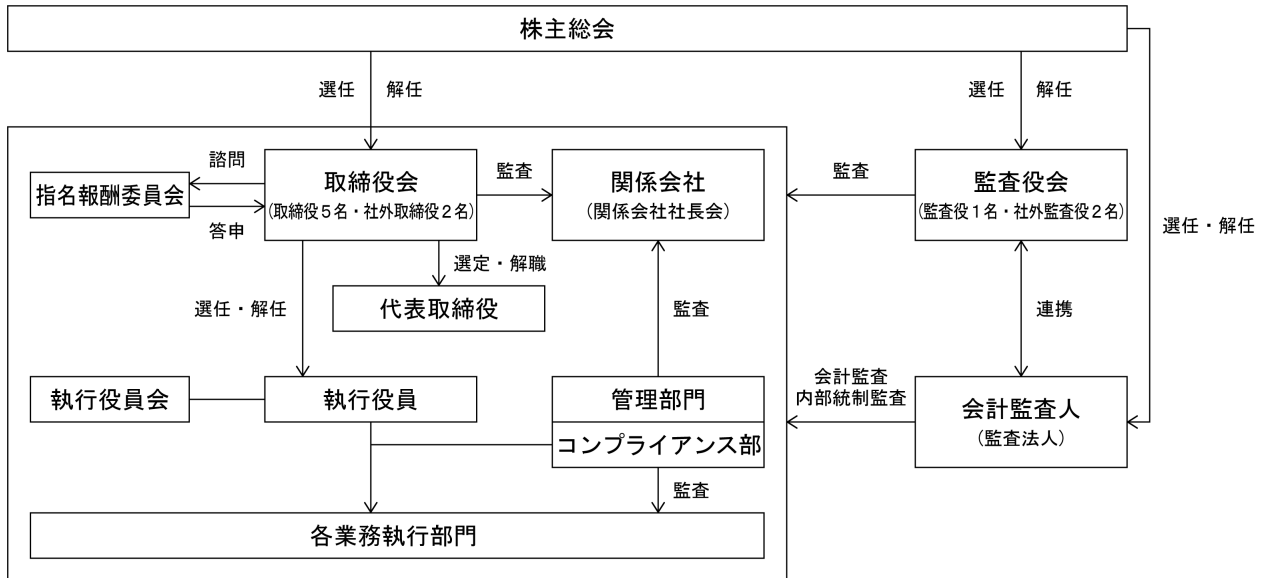 株主総会
選任 解任
選任 解任
選任・解任
諮問
指名報酬委員会
答申
取締役会
(取締役5名・社外取締役2名)
監査
関係会社
(関係会社社長会)
監査
監査役会
(監査役1名・社外監査役2名)
選定・解職
代表取締役
選任・解任
監査
連携
執行役員会
執行役員
管理部門
コンプライアンス部
会計監査
内部統制監査
会計監査人
(監査法人)
監査
各業務執行部門